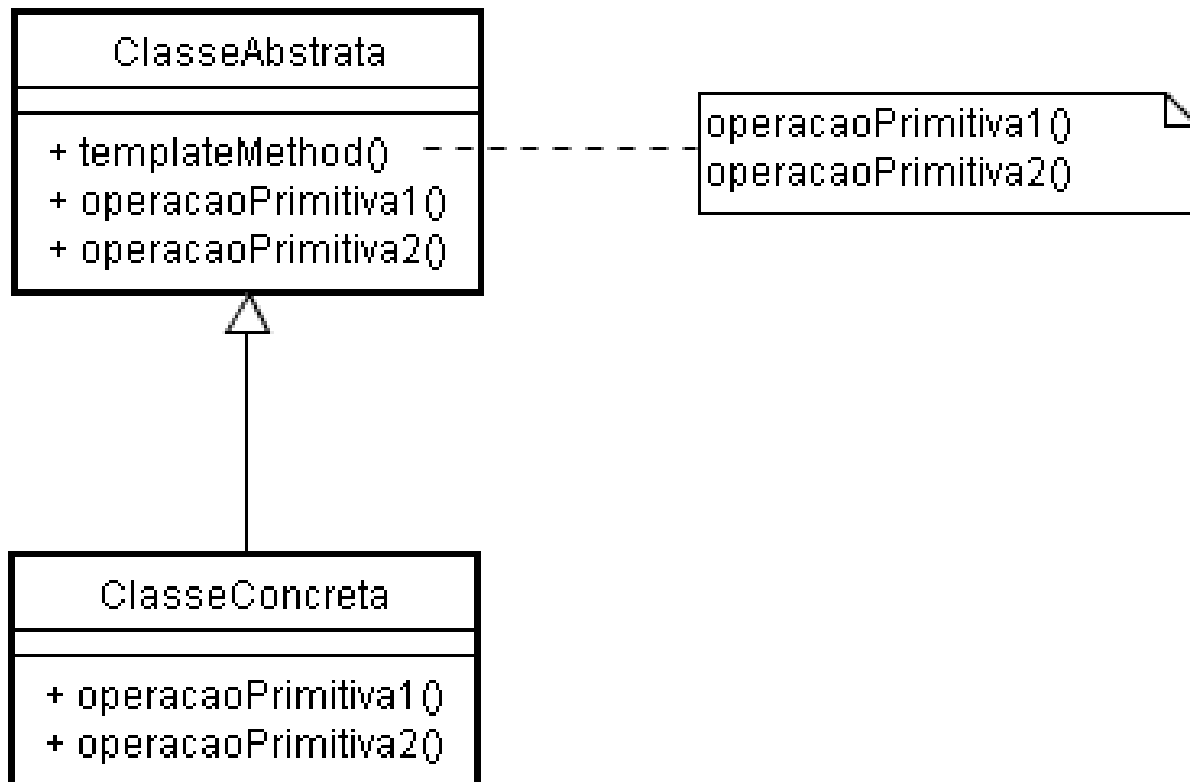 ClasseAbstrata
+ templateMethod()
+ operacaoPrimitiva1()
+ operacaoPrimitiva2()
operacaoPrimitiva1()
operacaoPrimitiva2()
ClasseConcreta
+ operacaoPrimitiva1()
+ operacaoPrimitiva2()